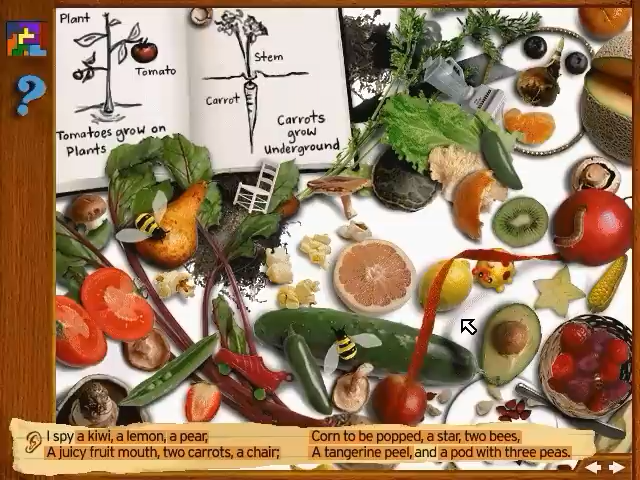 Plant
Tomato
Tomatoes grow on
Plants
Stem
Carrot
Carrots
grow
Underground
?
I spy a kiwi, a lemon, a pear,
A juicy fruit mouth, two carrots, a chair;
Corn to be popped, a star, two bees,
A tangerine peel, and a pod with three peas.